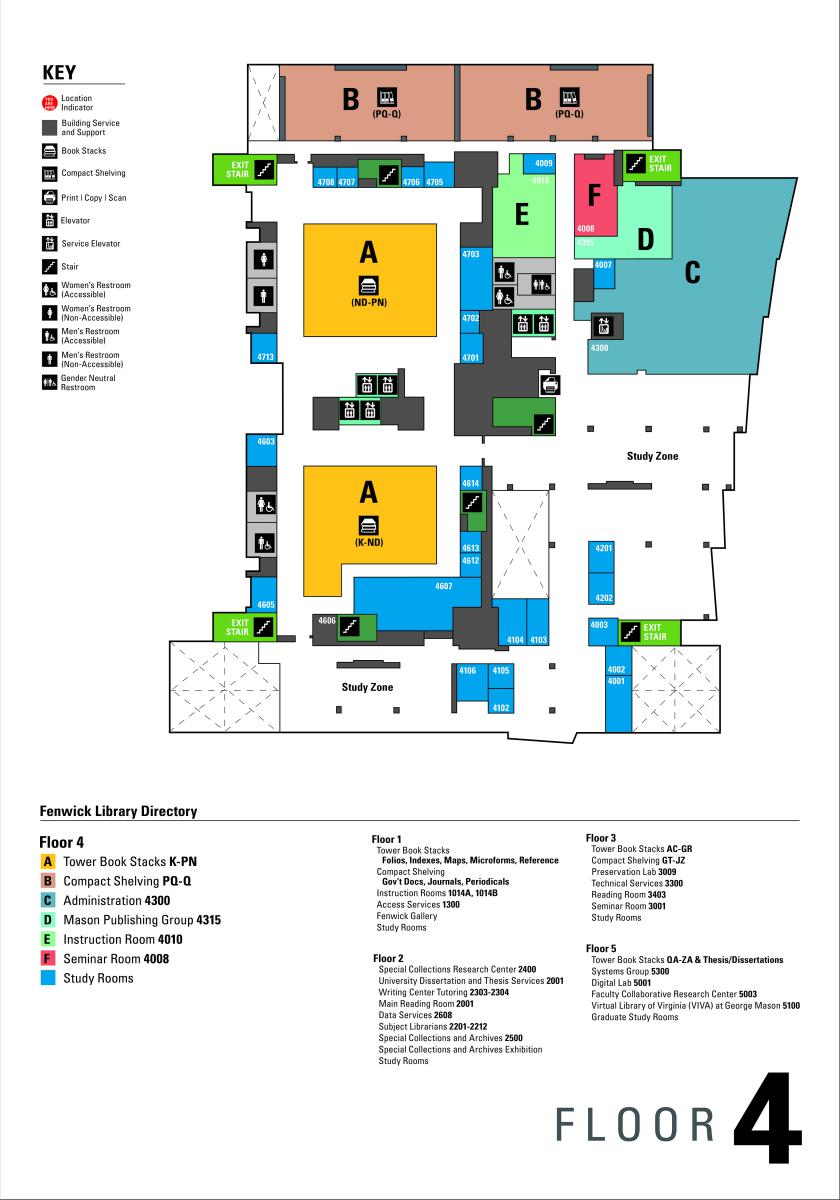 KEY
YOU ARE HERE
Location
Indicator
Building Service
and Support
Book Stacks
Compact Shelving
Print | Copy | Scan
Elevator
Service Elevator
Stair
Women's Restroom
(Accessible)
Women's Restroom
(Non-Accessible)
Men's Restroom
(Accessible)
Men's Restroom
(Non-Accessible)
Gender Neutral
Restroom
B
(PQ-Q)
B
(PQ-Q)
EXIT
STAIR
4708
4707
4706
4705
4009
4010
E
F
4008
EXIT
STAIR
4315
D
C
A
(ND-PN)
4703
4007
4702
4701
4300
4713
Study Zone
4603
A
(K-ND)
4614
4613
4612
4607
4201
4202
4605
EXIT
STAIR
4606
4104
4103
4003
EXIT
STAIR
4002
4001
Study Zone
4106
4105
4102
Fenwick Library Directory
Floor 4
A Tower Book Stacks K-PN
B Compact Shelving PQ-Q
C Administration 4300
D Mason Publishing Group 4315
E Instruction Room 4010
F Seminar Room 4008
Study Rooms
Floor 1
Tower Book Stacks
Folios, Indexes, Maps, Microforms, Reference
Compact Shelving
Gov't Docs, Journals, Periodicals
Instruction Rooms 1014A, 1014B
Access Services 1300
Fenwick Gallery
Study Rooms
Floor 2
Special Collections Research Center 2400
University Dissertation and Thesis Services 2001
Writing Center Tutoring 2303-2304
Main Reading Room 2001
Data Services 2608
Subject Librarians 2201-2212
Special Collections and Archives 2500
Special Collections and Archives Exhibition
Study Rooms
Floor 3
Tower Book Stacks AC-GR
Compact Shelving GT-JZ
Preservation Lab 3009
Technical Services 3300
Reading Room 3403
Seminar Room 3001
Study Rooms
Floor 5
Tower Book Stacks QA-ZA & Thesis/Dissertations
Systems Group 5300
Digital Lab 5001
Faculty Collaborative Research Center 5003
Virtual Library of Virginia (VIVA) at George Mason 5100
Graduate Study Rooms
FLOOR 4